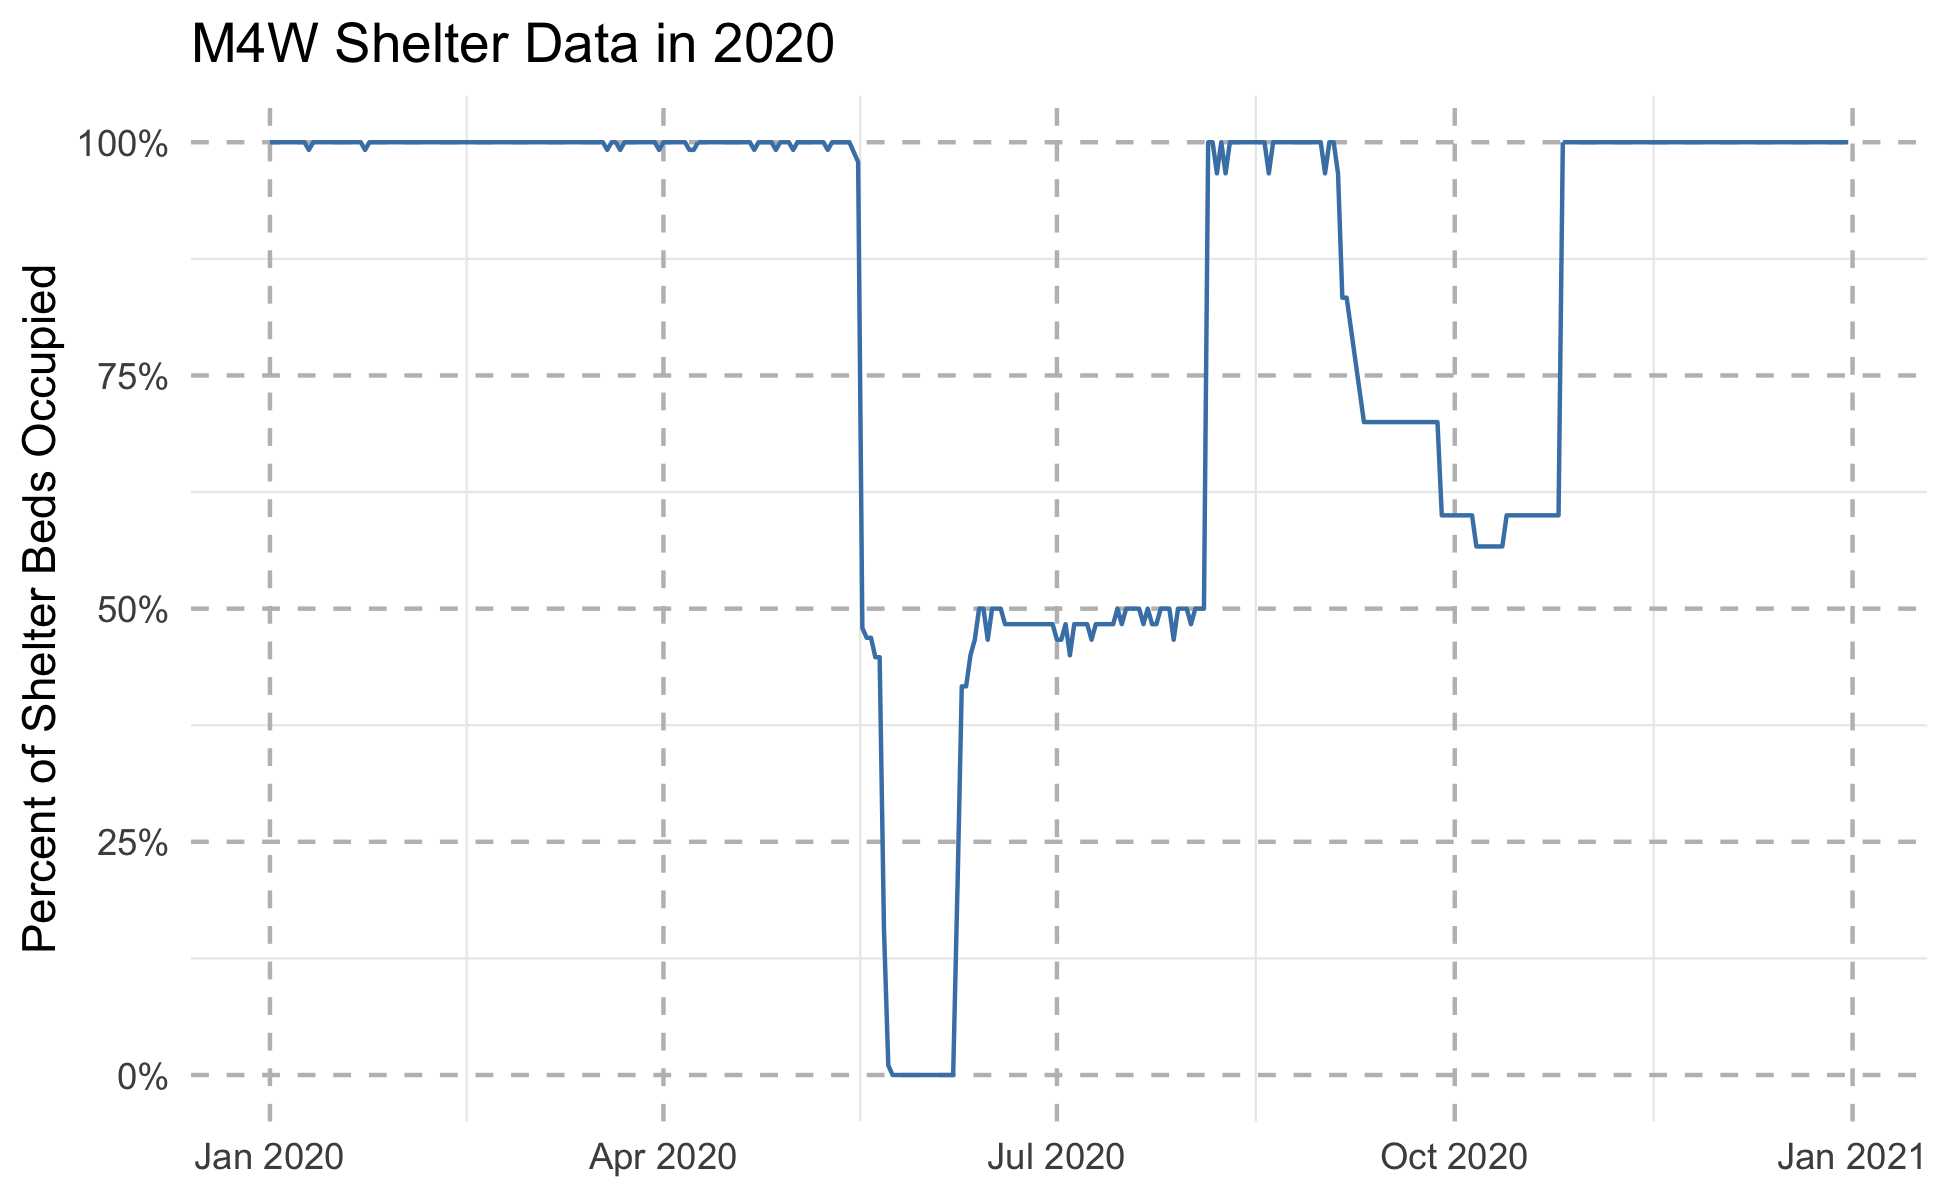 M4W Shelter Data in 2020
Percent of Shelter Beds Occupied
100%
75%
50%
25%
0%
Jan 2020 Apr 2020 Jul 2020 Oct 2020 Jan 2021